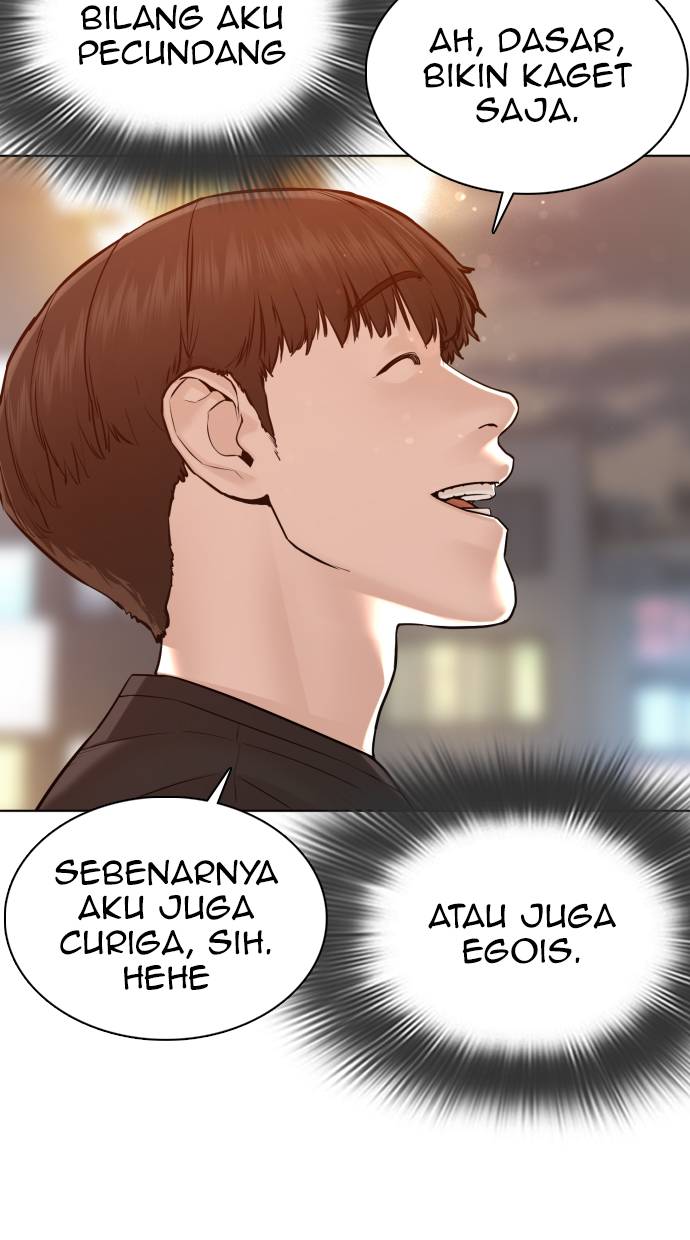 BILANG AKU
PECUNDANG
AH, DASAR,
BIKIN KAGET
SAJA.
SEBENARNYA
AKU JUGA
CURIGA, SIH.
HEHE
ATAU JUGA
EGOIS.